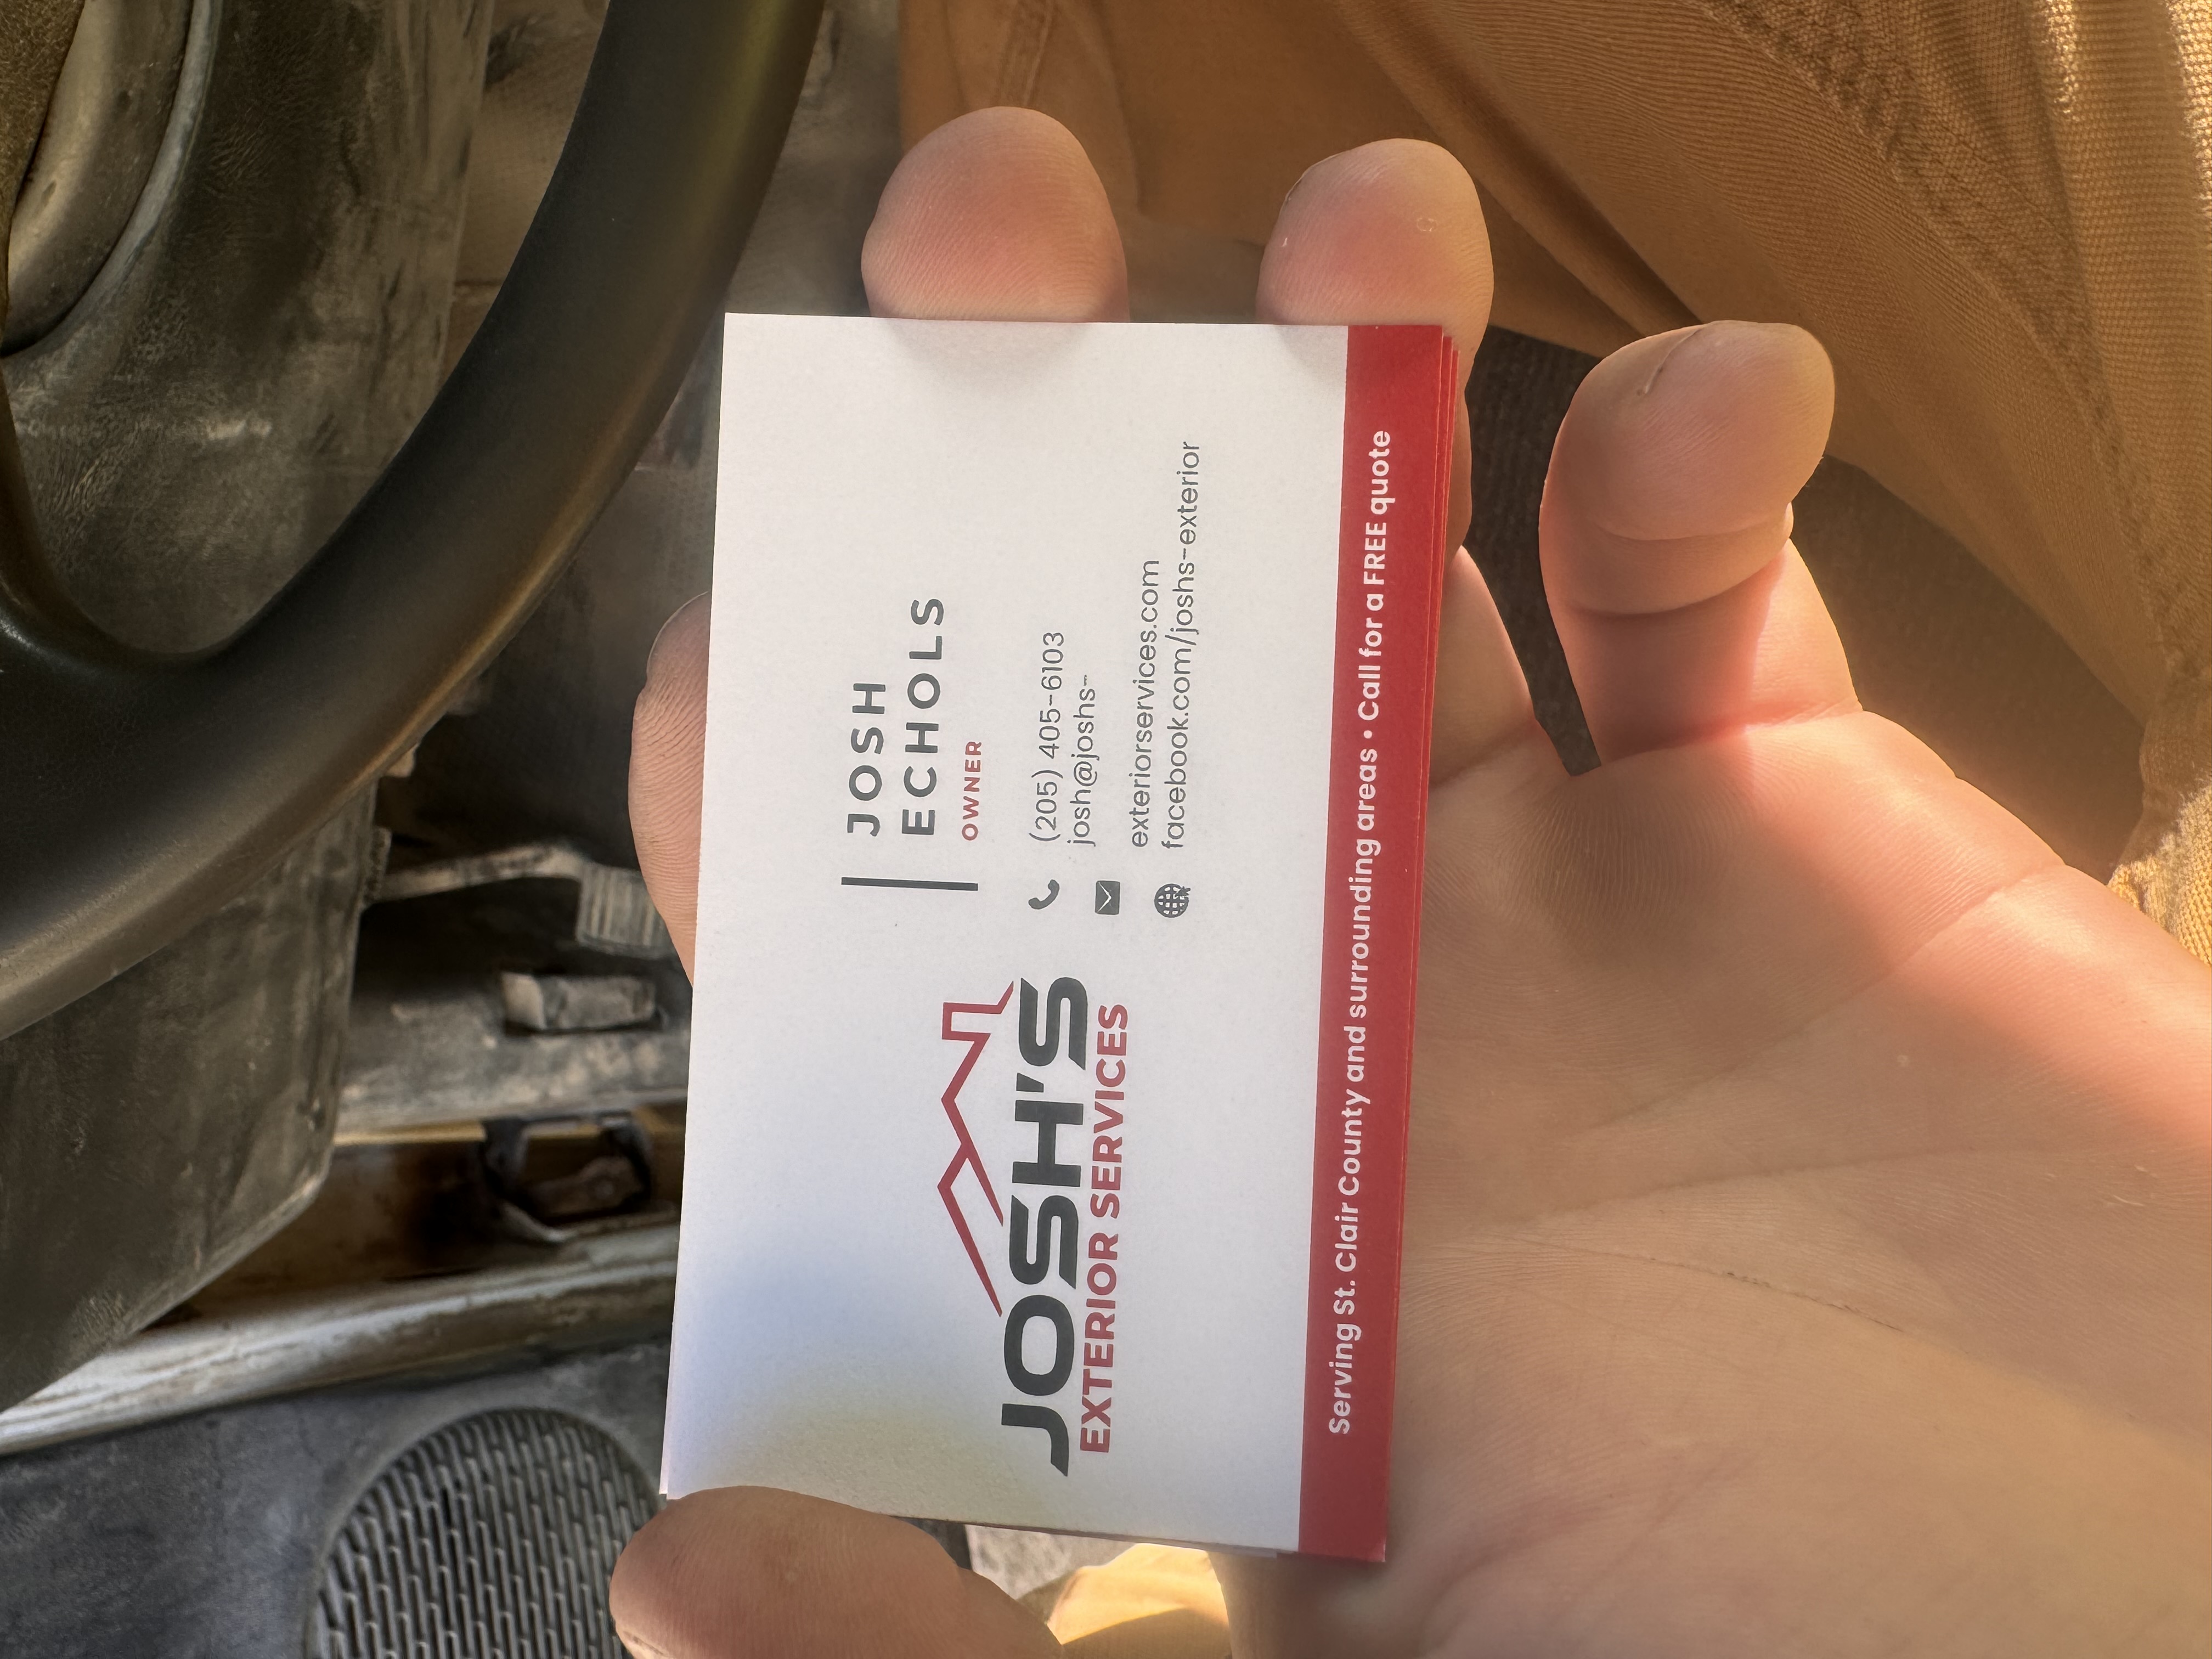 JOSH'S
EXTERIOR SERVICES
JOSH
ECHOLS
OWNER
(205) 405-6103
josh@joshs-
exteriorservices.com
facebook.com/joshs-exterior
Serving St. Clair County and surrounding areas • Call for a FREE quote